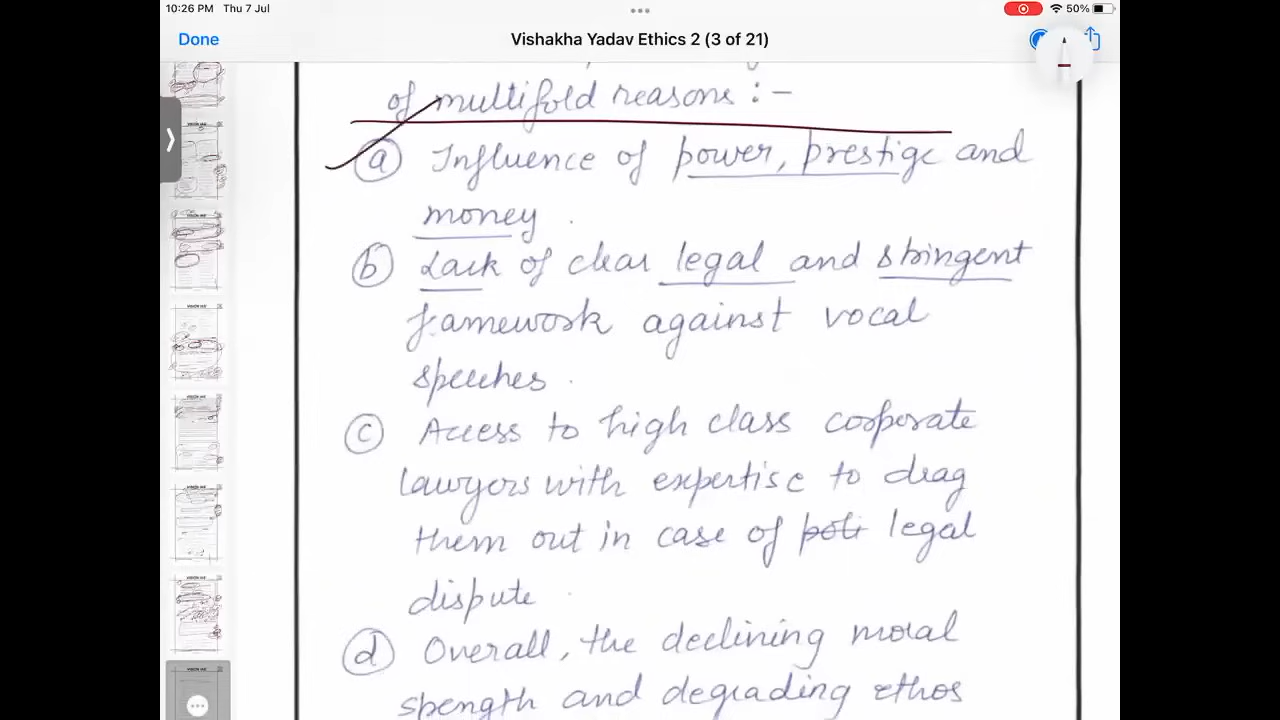 10:26 PM Thu 7 Jul
50%
Done
Vishakha Yadav Ethics 2 (3 of 21)
of multifold reasons :-
(a) Influence of power, prestige and
money.
(b) Lack of clear legal and stringent
framework against vocal
speeches.
(c) Access to high class corporate
lawyers with expertise to drag
them out in case of poli legal
dispute.
(d) Overall, the declining moral
strength and degrading ethos